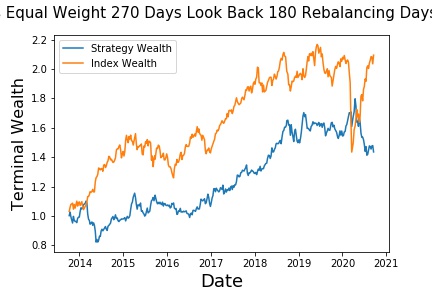 Equal Weight 270 Days Look Back 180 Rebalancing Days
Strategy Wealth
Index Wealth
Terminal Wealth
2.2
2.0
1.8
1.6
1.4
1.2
1.0
0.8
2014 2015 2016 2017 2018 2019 2020 2021
Date